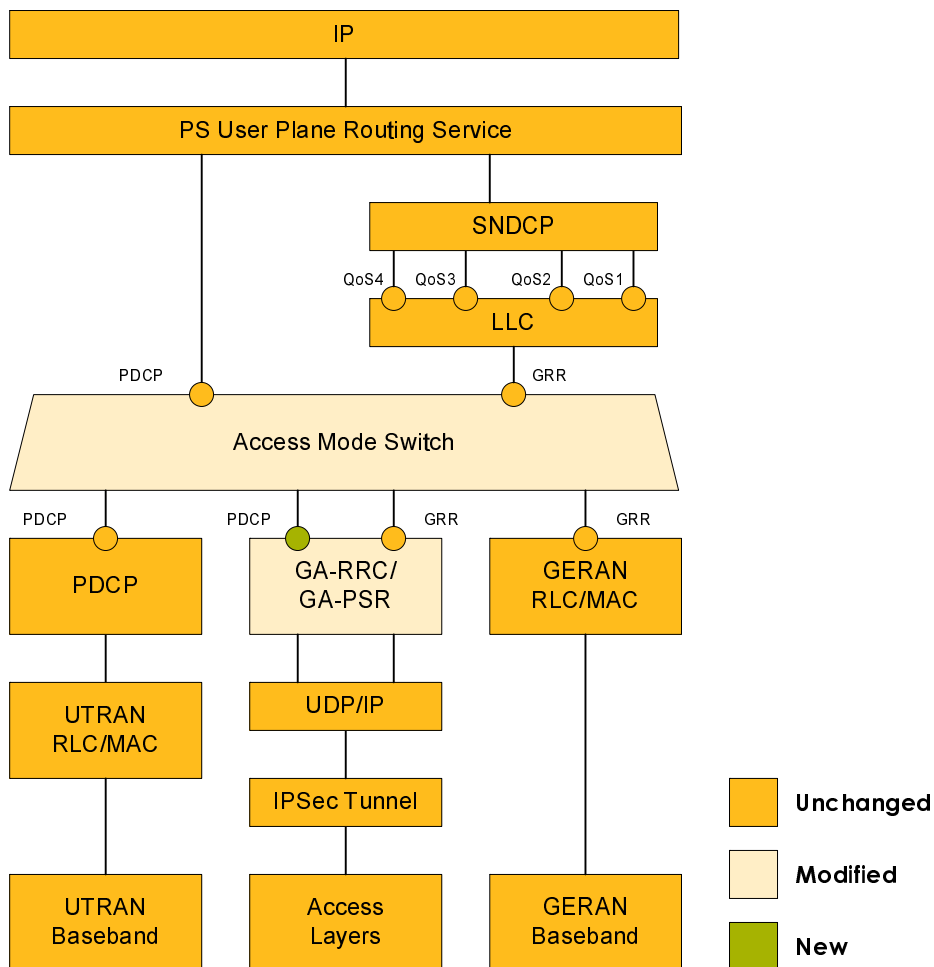 IP
PS User Plane Routing Service
SNDCP
QoS4 QoS3 QoS2 QoS1
LLC
PDCP GRR
Access Mode Switch
PDCP PDCP GRR GRR
PDCP
GA-RRC/
GA-PSR
GERAN
RLC/MAC
UTRAN
RLC/MAC
UDP/IP
IPSec Tunnel
UTRAN
Baseband
Access
Layers
GERAN
Baseband
Unchanged
Modified
New